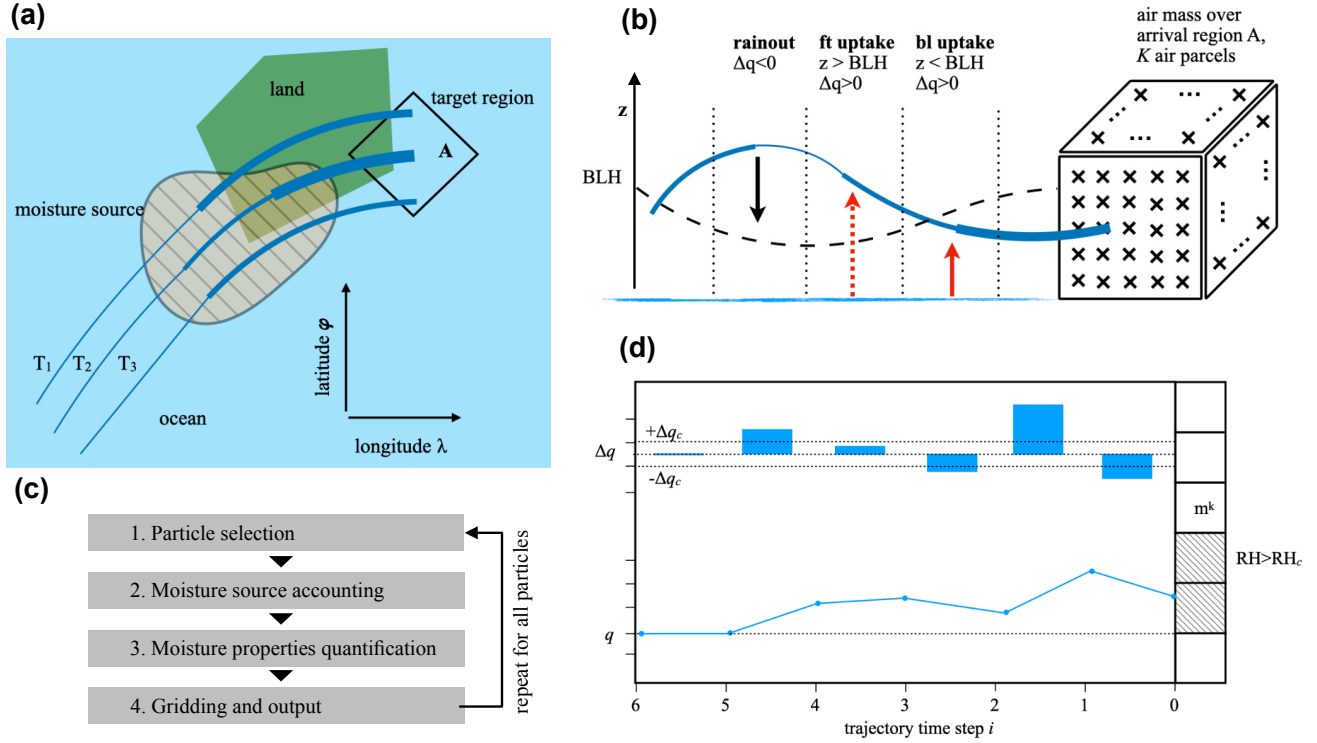 (a)
land
target region
A
moisture source
T1
T2
T3
latitude φ
ocean
longitude λ
(b)
rainout
Δq<0
ft uptake
z > BLH
Δq>0
bl uptake
z < BLH
Δq>0
air mass over
arrival region A,
K air parcels
z
BLH
(c)
1. Particle selection
2. Moisture source accounting
3. Moisture properties quantification
4. Gridding and output
repeat for all particles
(d)
+Δqc
Δq
-Δqc
mk
RH>RHc
q
6 5 4 3 2 1 0
trajectory time step i